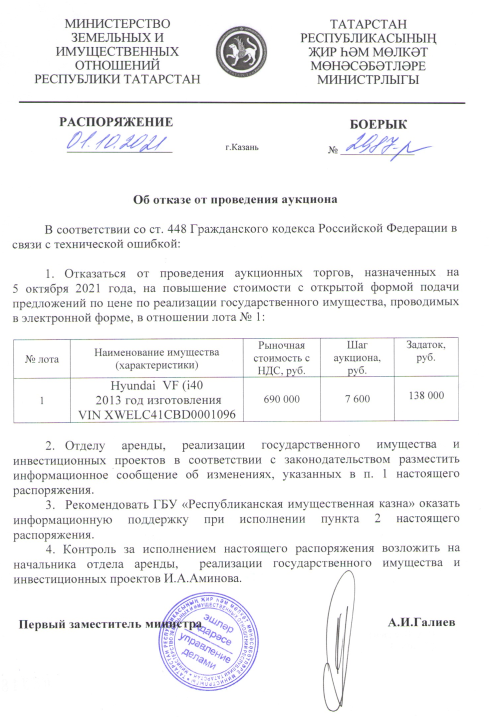 МИНИСТЕРСТВО
ЗЕМЕЛЬНЫХ И
ИМУЩЕСТВЕННЫХ
ОТНОШЕНИЙ
РЕСПУБЛИКИ ТАТАРСТАН
ТАТАРСТАН
РЕСПУБЛИКАСЫНЫҢ
ҖИР ҺӘМ МӨЛКӘТ
МӨНӘСӘБӘТЛӘРЕ
МИНИСТРЛЫГЫ
РАСПОРЯЖЕНИЕ
БОЕРЫК
01.10.2021
г.Казань
№ 2987-р
Об отказе от проведения аукциона
В соответствии со ст. 448 Гражданского кодекса Российской Федерации в
связи с технической ошибкой:
1. Отказаться от проведения аукционных торгов, назначенных на
5 октября 2021 года, на повышение стоимости с открытой формой подачи
предложений по цене по реализации государственного имущества, проводимых
в электронной форме, в отношении лота № 1:
№ лота
Наименование имущества
(характеристики)
Рыночная
стоимость с
НДС, руб.
Шаг
аукциона,
руб.
Задаток,
руб.
1
Hyundai VF (i40
2013 год изготовления
VIN XWELC41CBD0001096
690 000
7 600
138 000
2. Отделу аренды, реализации государственного имущества и
инвестиционных проектов в соответствии с законодательством разместить
информационное сообщение об изменениях, указанных в п. 1 настоящего
распоряжения.
3. Рекомендовать ГБУ «Республиканская имущественная казна» оказать
информационную поддержку при исполнении пункта 2 настоящего
распоряжения.
4. Контроль за исполнением настоящего распоряжения возложить на
начальника отдела аренды, реализации государственного имущества и
инвестиционных проектов И.А.Аминова.
Первый заместитель министра
А.И.Галиев
эшләр
идарәсе
управление
делами